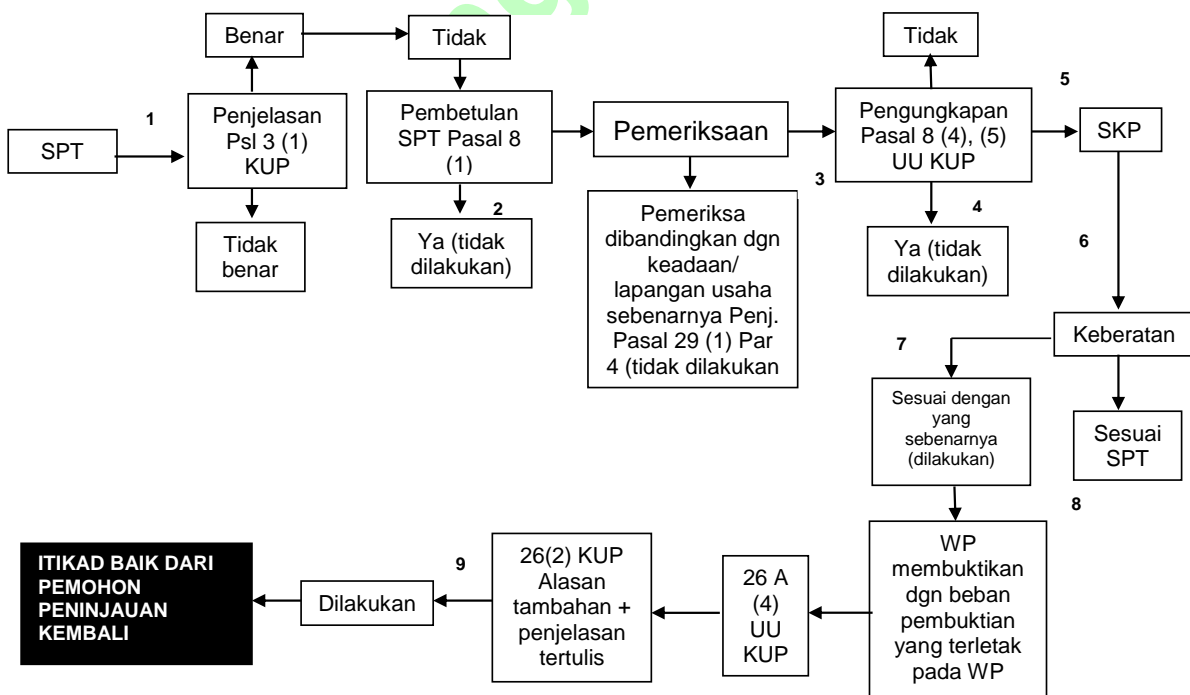 Benar
Tidak
Tidak
1
5
SPT
Penjelasan
Psl 3 (1)
KUP
Pembetulan
SPT Pasal 8
(1)
Pemeriksaan
Pengungkapan
Pasal 8 (4), (5)
UU KUP
SKP
3
2
4
Tidak
benar
Ya (tidak
dilakukan)
Pemeriksa
dibandingkan dgn
keadaan/
lapangan usaha
sebenarnya Penj.
Pasal 29 (1) Par
4 (tidak dilakukan
Ya (tidak
dilakukan)
6
Keberatan
7
Sesuai dengan
yang
sebenarnya
(dilakukan)
Sesuai
SPT
8
ITIKAD BAIK DARI
PEMOHON
PENINJAUAN
KEMBALI
Dilakukan
9
26(2) KUP
Alasan
tambahan +
penjelasan
tertulis
26 A
(4)
UU
KUP
WP
membuktikan
dgn beban
pembuktian
yang terletak
pada WP